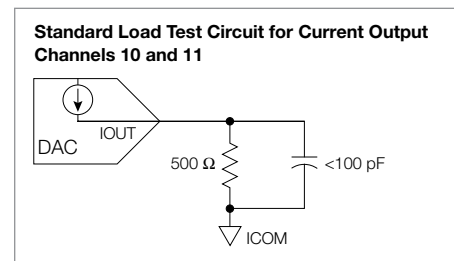 Standard Load Test Circuit for Current Output
Channels 10 and 11
IOUT
DAC
500 Ω
<100 pF
ICOM